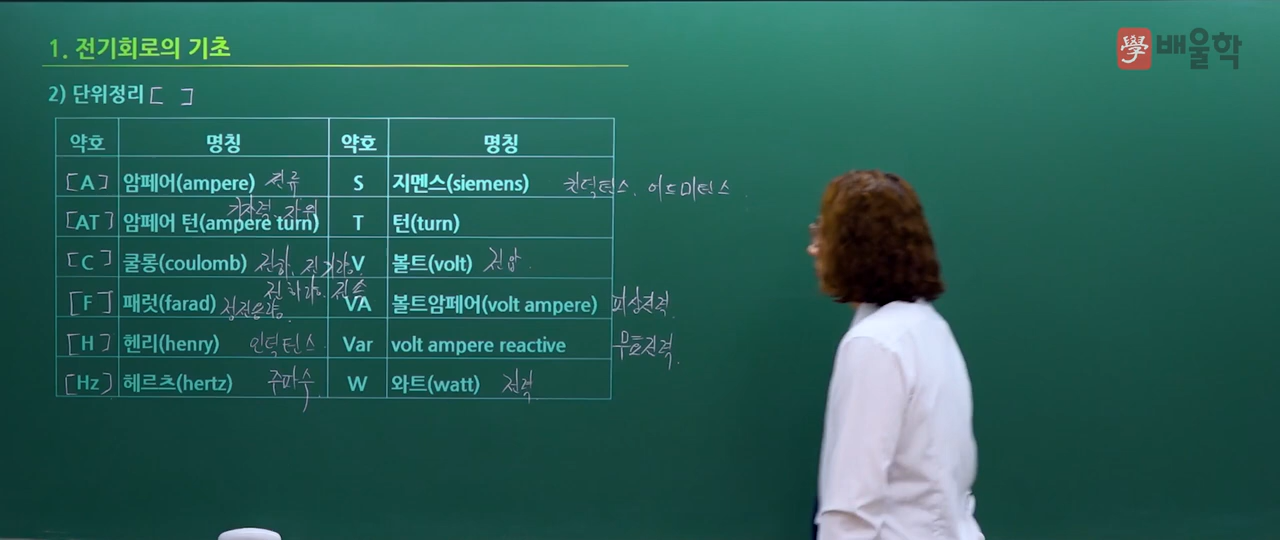 1. 전기회로의 기초
學 배울학
2) 단위정리 [ ]
약호 명칭 약호 명칭
[A] 암페어(ampere) 전류 S 지멘스(siemens) 컨덕턴스, 어드미턴스
[AT] 암페어 턴(ampere turn) 기자력, 자위 T 턴(turn)
[C] 쿨롱(coulomb) 전하, 전기량, 전하량, 전속 V 볼트(volt) 전압
[F] 패럿(farad) 정전용량 VA 볼트암페어(volt ampere) 피상전력
[H] 헨리(henry) 인덕턴스 Var volt ampere reactive 무효전력
[Hz] 헤르츠(hertz) 주파수 W 와트(watt) 전력